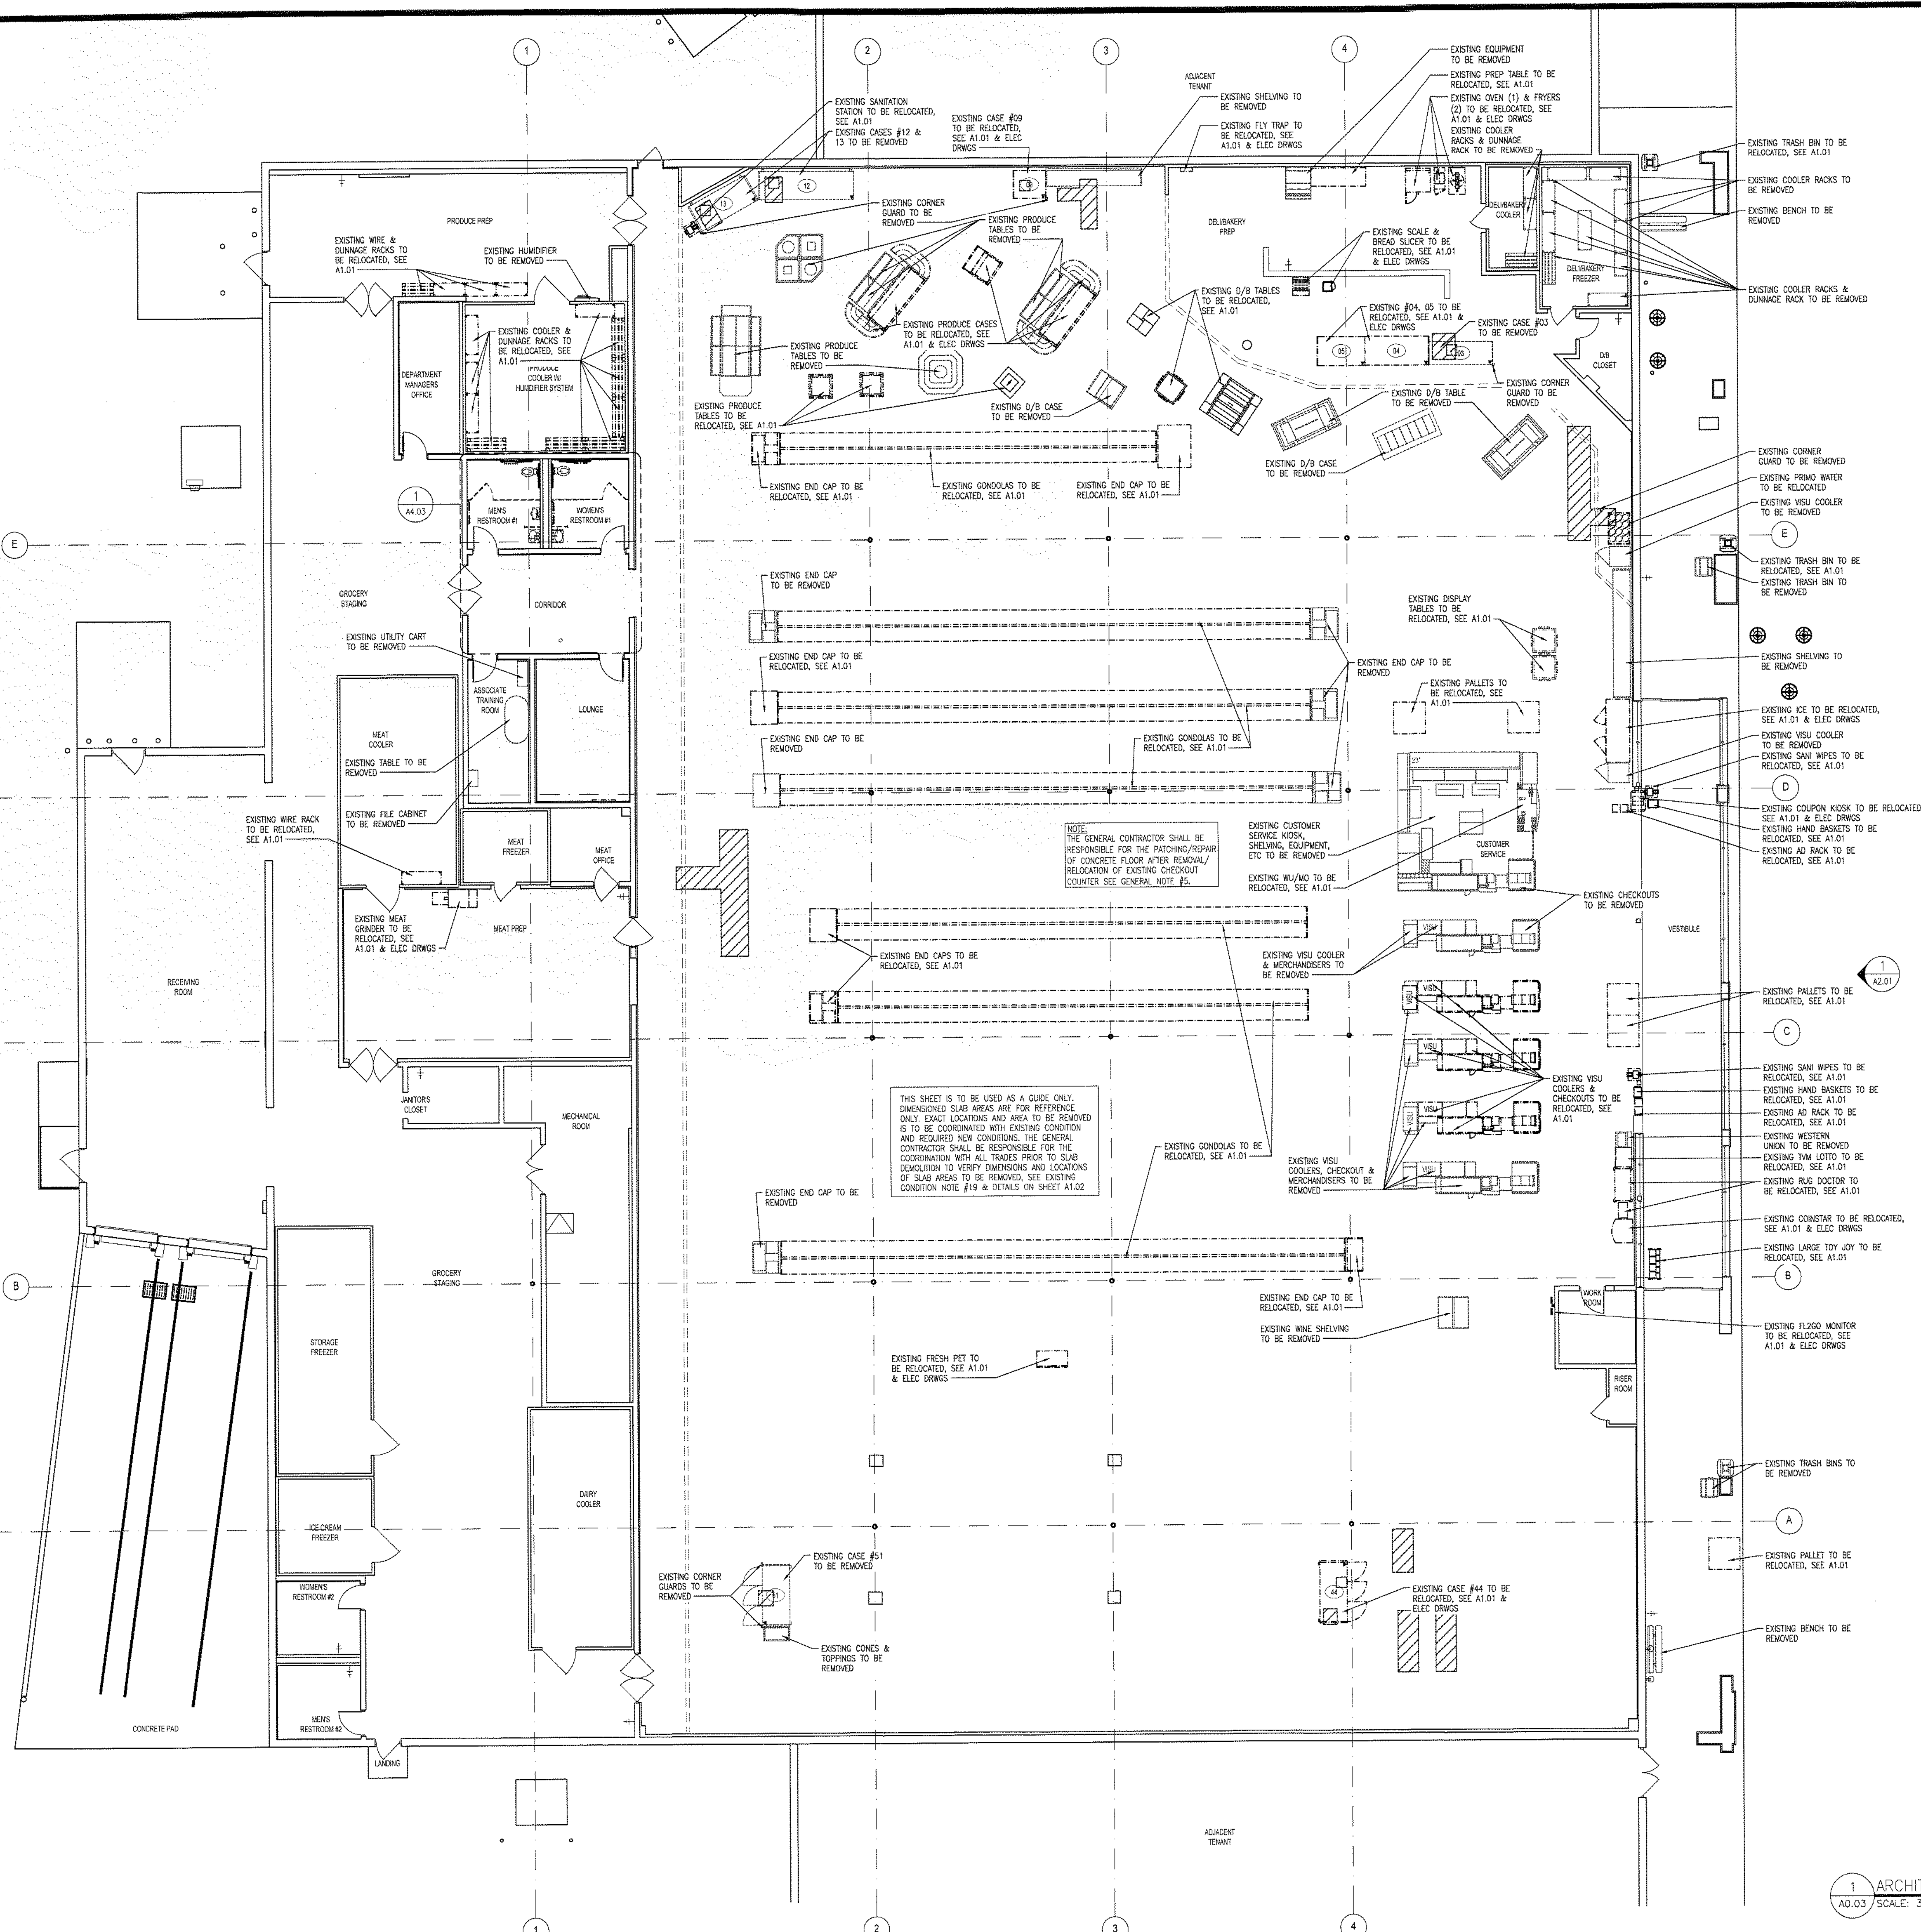 1
2
3
4
ADJACENT
TENANT
EXISTING EQUIPMENT
TO BE REMOVED
EXISTING PREP TABLE TO BE
RELOCATED, SEE A1.01
EXISTING OVEN (1) & FRYERS
(2) TO BE RELOCATED, SEE
A1.01 & ELEC DRWGS
EXISTING COOLER
RACKS & DUNNAGE
RACK TO BE REMOVED
EXISTING SANITATION
STATION TO BE RELOCATED,
SEE A1.01
EXISTING CASES #12 &
13 TO BE REMOVED
EXISTING CASE #09
TO BE RELOCATED,
SEE A1.01 & ELEC
DRWGS
EXISTING SHELVING TO
BE REMOVED
EXISTING FLY TRAP TO
BE RELOCATED, SEE
A1.01 & ELEC DRWGS
EXISTING TRASH BIN TO BE
RELOCATED, SEE A1.01
EXISTING COOLER RACKS TO
BE REMOVED
EXISTING BENCH TO BE
REMOVED
EXISTING COOLER RACKS &
DUNNAGE RACK TO BE REMOVED
13
12
09
PRODUCE PREP
EXISTING WIRE &
DUNNAGE RACKS TO
BE RELOCATED, SEE
A1.01
EXISTING HUMIDIFIER
TO BE REMOVED
EXISTING CORNER
GUARD TO BE
REMOVED
EXISTING PRODUCE
TABLES TO BE
REMOVED
DELI/BAKERY
PREP
DELI/BAKERY
COOLER
DELI/BAKERY
FREEZER
EXISTING SCALE &
BREAD SLICER TO BE
RELOCATED, SEE A1.01
& ELEC DRWGS
EXISTING D/B TABLES
TO BE RELOCATED,
SEE A1.01
EXISTING #04, 05 TO BE
RELOCATED, SEE A1.01 &
ELEC DRWGS
EXISTING CASE #03
TO BE REMOVED
05
04
03
D/B
CLOSET
EXISTING CORNER
GUARD TO BE
REMOVED
EXISTING COOLER &
DUNNAGE RACKS TO
BE RELOCATED, SEE
A1.01
PRODUCE
COOLER W/
HUMIDIFIER SYSTEM
DEPARTMENT
MANAGERS
OFFICE
EXISTING PRODUCE CASES
TO BE RELOCATED, SEE
A1.01 & ELEC DRWGS
EXISTING PRODUCE
TABLES TO BE
REMOVED
EXISTING PRODUCE
TABLES TO BE
RELOCATED, SEE A1.01
EXISTING D/B CASE
TO BE REMOVED
EXISTING D/B TABLE
TO BE REMOVED
EXISTING D/B CASE
TO BE REMOVED
EXISTING END CAP TO BE
RELOCATED, SEE A1.01
EXISTING GONDOLAS TO BE
RELOCATED, SEE A1.01
EXISTING END CAP TO BE
RELOCATED, SEE A1.01
EXISTING CORNER
GUARD TO BE REMOVED
EXISTING PRIMO WATER
TO BE RELOCATED
EXISTING VISU COOLER
TO BE REMOVED
1
A4.03
MEN'S
RESTROOM #1
WOMEN'S
RESTROOM #1
E
E
EXISTING TRASH BIN TO BE
RELOCATED, SEE A1.01
EXISTING TRASH BIN TO
BE REMOVED
GROCERY
STAGING
CORRIDOR
EXISTING END CAP
TO BE REMOVED
EXISTING DISPLAY
TABLES TO BE
RELOCATED, SEE A1.01
EXISTING UTILITY CART
TO BE REMOVED
EXISTING END CAP TO BE
RELOCATED, SEE A1.01
EXISTING END CAP TO BE
REMOVED
EXISTING SHELVING TO
BE REMOVED
ASSOCIATE
TRAINING
ROOM
LOUNGE
EXISTING PALLETS TO
BE RELOCATED, SEE
A1.01
EXISTING ICE TO BE RELOCATED,
SEE A1.01 & ELEC DRWGS
EXISTING VISU COOLER
TO BE REMOVED
EXISTING SANI WIPES TO BE
RELOCATED, SEE A1.01
MEAT
COOLER
EXISTING TABLE TO BE
REMOVED
EXISTING END CAP TO BE
REMOVED
EXISTING GONDOLAS TO BE
RELOCATED, SEE A1.01
23"
D
EXISTING COUPON KIOSK TO BE RELOCATED
SEE A1.01 & ELEC DRWGS
EXISTING HAND BASKETS TO BE
RELOCATED, SEE A1.01
EXISTING AD RACK TO BE
RELOCATED, SEE A1.01
EXISTING FILE CABINET
TO BE REMOVED
EXISTING WIRE RACK
TO BE RELOCATED,
SEE A1.01
MEAT
FREEZER
MEAT
OFFICE
NOTE:
THE GENERAL CONTRACTOR SHALL BE
RESPONSIBLE FOR THE PATCHING/REPAIR
OF CONCRETE FLOOR AFTER REMOVAL/
RELOCATION OF EXISTING CHECKOUT
COUNTER SEE GENERAL NOTE #5.
EXISTING CUSTOMER
SERVICE KIOSK,
SHELVING, EQUIPMENT,
ETC TO BE REMOVED
CUSTOMER
SERVICE
EXISTING WU/MO TO BE
RELOCATED, SEE A1.01
EXISTING CHECKOUTS
TO BE REMOVED
EXISTING MEAT
GRINDER TO BE
RELOCATED, SEE
A1.01 & ELEC DRWGS
MEAT PREP
VISU
VESTIBULE
EXISTING END CAPS TO BE
RELOCATED, SEE A1.01
EXISTING VISU COOLER
& MERCHANDISERS TO
BE REMOVED
1
A2.01
RECEIVING
ROOM
VISU
VISU
EXISTING PALLETS TO BE
RELOCATED, SEE A1.01
C
VISU
EXISTING VISU
COOLERS &
CHECKOUTS TO BE
RELOCATED, SEE
A1.01
EXISTING SANI WIPES TO BE
RELOCATED, SEE A1.01
EXISTING HAND BASKETS TO BE
RELOCATED, SEE A1.01
EXISTING AD RACK TO BE
RELOCATED, SEE A1.01
JANITOR'S
CLOSET
MECHANICAL
ROOM
THIS SHEET IS TO BE USED AS A GUIDE ONLY.
DIMENSIONED SLAB AREAS ARE FOR REFERENCE
ONLY. EXACT LOCATIONS AND AREA TO BE REMOVED
IS TO BE COORDINATED WITH EXISTING CONDITION
AND REQUIRED NEW CONDITIONS. THE GENERAL
CONTRACTOR SHALL BE RESPONSIBLE FOR THE
COORDINATION WITH ALL TRADES PRIOR TO SLAB
DEMOLITION TO VERIFY DIMENSIONS AND LOCATIONS
OF SLAB AREAS TO BE REMOVED, SEE EXISTING
CONDITION NOTE #19 & DETAILS ON SHEET A1.02
VISU
VISU
EXISTING GONDOLAS TO BE
RELOCATED, SEE A1.01
EXISTING VISU
COOLERS, CHECKOUT &
MERCHANDISERS TO BE
REMOVED
VISU
EXISTING WESTERN
UNION TO BE REMOVED
EXISTING TVM LOTTO TO BE
RELOCATED, SEE A1.01
EXISTING RUG DOCTOR TO
BE RELOCATED, SEE A1.01
EXISTING COINSTAR TO BE RELOCATED,
SEE A1.01 & ELEC DRWGS
EXISTING LARGE TOY JOY TO BE
RELOCATED, SEE A1.01
EXISTING END CAP TO BE
REMOVED
B
GROCERY
STAGING
B
EXISTING END CAP TO BE
RELOCATED, SEE A1.01
WORK
ROOM
EXISTING WINE SHELVING
TO BE REMOVED
EXISTING FL2GO MONITOR
TO BE RELOCATED, SEE
A1.01 & ELEC DRWGS
STORAGE
FREEZER
EXISTING FRESH PET TO
BE RELOCATED, SEE A1.01
& ELEC DRWGS
RISER
ROOM
EXISTING TRASH BINS TO
BE REMOVED
DAIRY
COOLER
ICE CREAM
FREEZER
A
EXISTING CASE #51
TO BE REMOVED
EXISTING CORNER
GUARDS TO BE
REMOVED
EXISTING PALLET TO BE
RELOCATED, SEE A1.01
WOMEN'S
RESTROOM #2
44
EXISTING CASE #44 TO BE
RELOCATED, SEE A1.01 &
ELEC DRWGS
EXISTING CONES &
TOPPINGS TO BE
REMOVED
EXISTING BENCH TO BE
REMOVED
MEN'S
RESTROOM #2
CONCRETE PAD
LANDING
ADJACENT
TENANT
1
A0.03
ARCHIT
SCALE: 3
1
2
3
4